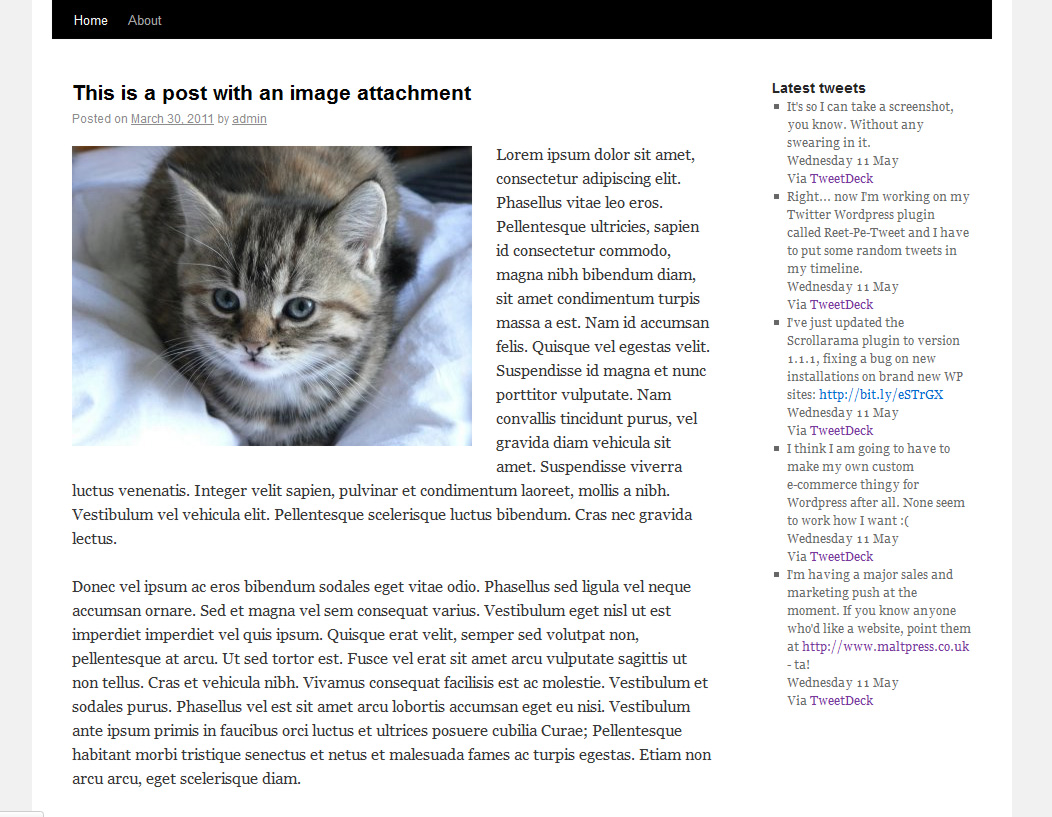 Home About
This is a post with an image attachment
Posted on March 30, 2011 by admin
Lorem ipsum dolor sit amet,
consectetur adipiscing elit.
Phasellus vitae leo eros.
Pellentesque ultricies, sapien
id consectetur commodo,
magna nibh bibendum diam,
sit amet condimentum turpis
massa a est. Nam id accumsan
felis. Quisque vel egestas velit.
Suspendisse id magna et nunc
porttitor vulputate. Nam
convallis tincidunt purus, vel
gravida diam vehicula sit
amet. Suspendisse viverra
luctus venenatis. Integer velit sapien, pulvinar et condimentum laoreet, mollis a nibh.
Vestibulum vel vehicula elit. Pellentesque scelerisque luctus bibendum. Cras nec gravida
lectus.
Donec vel ipsum ac eros bibendum sodales eget vitae odio. Phasellus sed ligula vel neque
accumsan ornare. Sed et magna vel sem consequat varius. Vestibulum eget nisl ut est
imperdiet imperdiet vel quis ipsum. Quisque erat velit, semper sed volutpat non,
pellentesque at arcu. Ut sed tortor est. Fusce vel erat sit amet arcu vulputate sagittis ut
non tellus. Cras et vehicula nibh. Vivamus consequat facilisis est ac molestie. Vestibulum et
sodales purus. Phasellus vel est sit amet arcu lobortis accumsan eget eu nisi. Vestibulum
ante ipsum primis in faucibus orci luctus et ultrices posuere cubilia Curae; Pellentesque
habitant morbi tristique senectus et netus et malesuada fames ac turpis egestas. Etiam non
arcu arcu, eget scelerisque diam.
Latest tweets
It's so I can take a screenshot,
you know. Without any
swearing in it.
Wednesday 11 May
Via TweetDeck
Right... now I'm working on my
Twitter Wordpress plugin
called Reet-Pe-Tweet and I have
to put some random tweets in
my timeline.
Wednesday 11 May
Via TweetDeck
I've just updated the
Scrollarama plugin to version
1.1.1, fixing a bug on new
installations on brand new WP
sites: http://bit.ly/eSTrGX
Wednesday 11 May
Via TweetDeck
I think I am going to have to
make my own custom
e-commerce thingy for
Wordpress after all. None seem
to work how I want :(
Wednesday 11 May
Via TweetDeck
I'm having a major sales and
marketing push at the
moment. If you know anyone
who'd like a website, point them
at http://www.maltpress.co.uk
- ta!
Wednesday 11 May
Via TweetDeck